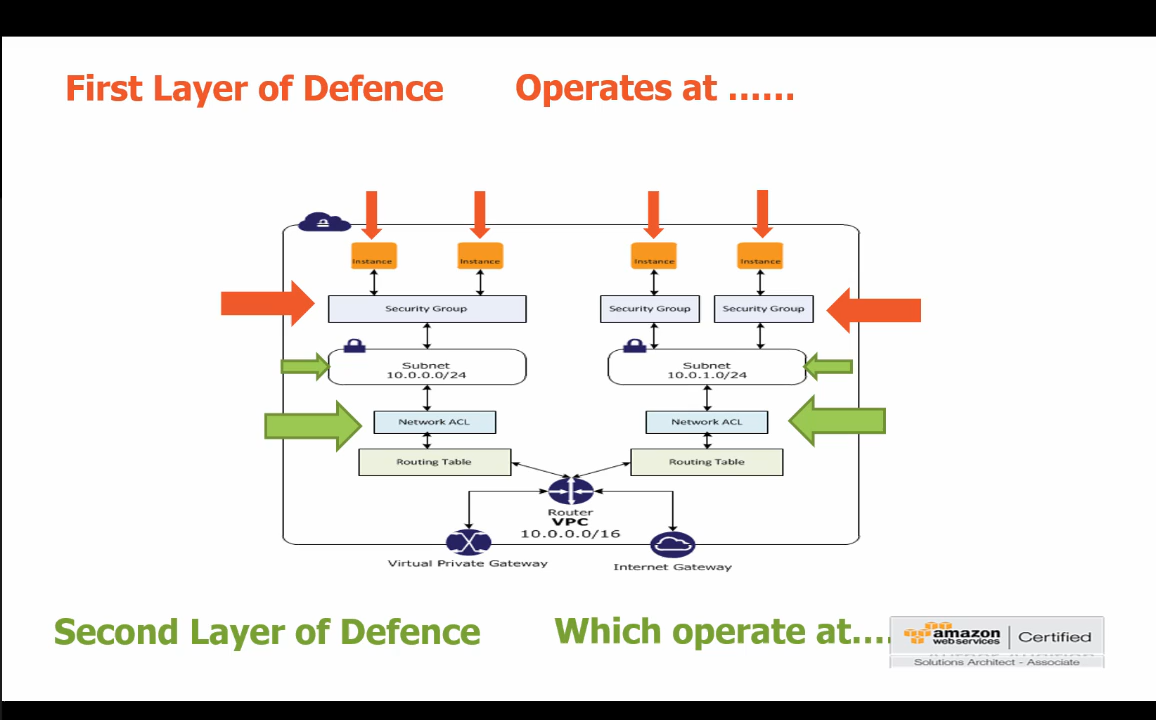 First Layer of Defence Operates at ......
Instance Instance Instance Instance
Security Group Security Group Security Group
Subnet Subnet
10.0.0.0/24 10.0.1.0/24
Network ACL Network ACL
Routing Table Routing Table
Router
VPC
10.0.0.0/16
Virtual Private Gateway Internet Gateway
Second Layer of Defence Which operate at....
amazon
web services
Certified
Solutions Architect - Associate